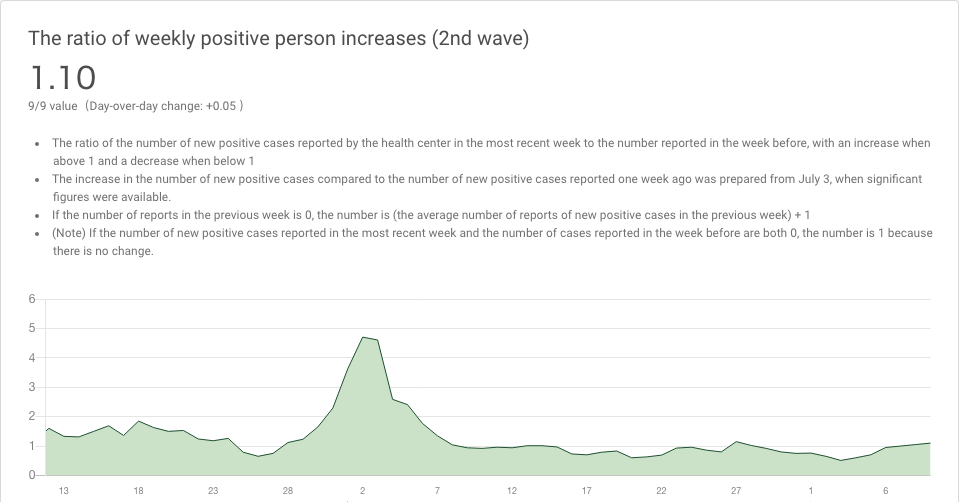 The ratio of weekly positive person increases (2nd wave)
1.10
9/9 value （Day-over-day change: +0.05 ）
• The ratio of the number of new positive cases reported by the health center in the most recent week to the number reported in the week before, with an increase when
above 1 and a decrease when below 1
• The increase in the number of new positive cases compared to the number of new positive cases reported one week ago was prepared from July 3, when significant
figures were available.
• If the number of reports in the previous week is 0, the number is (the average number of reports of new positive cases in the previous week) + 1
• (Note) If the number of new positive cases reported in the most recent week and the number of cases reported in the week before are both 0, the number is 1 because
there is no change.
6
5
4
3
2
1
0
13 18 23 28 2 7 12 17 22 27 1 6